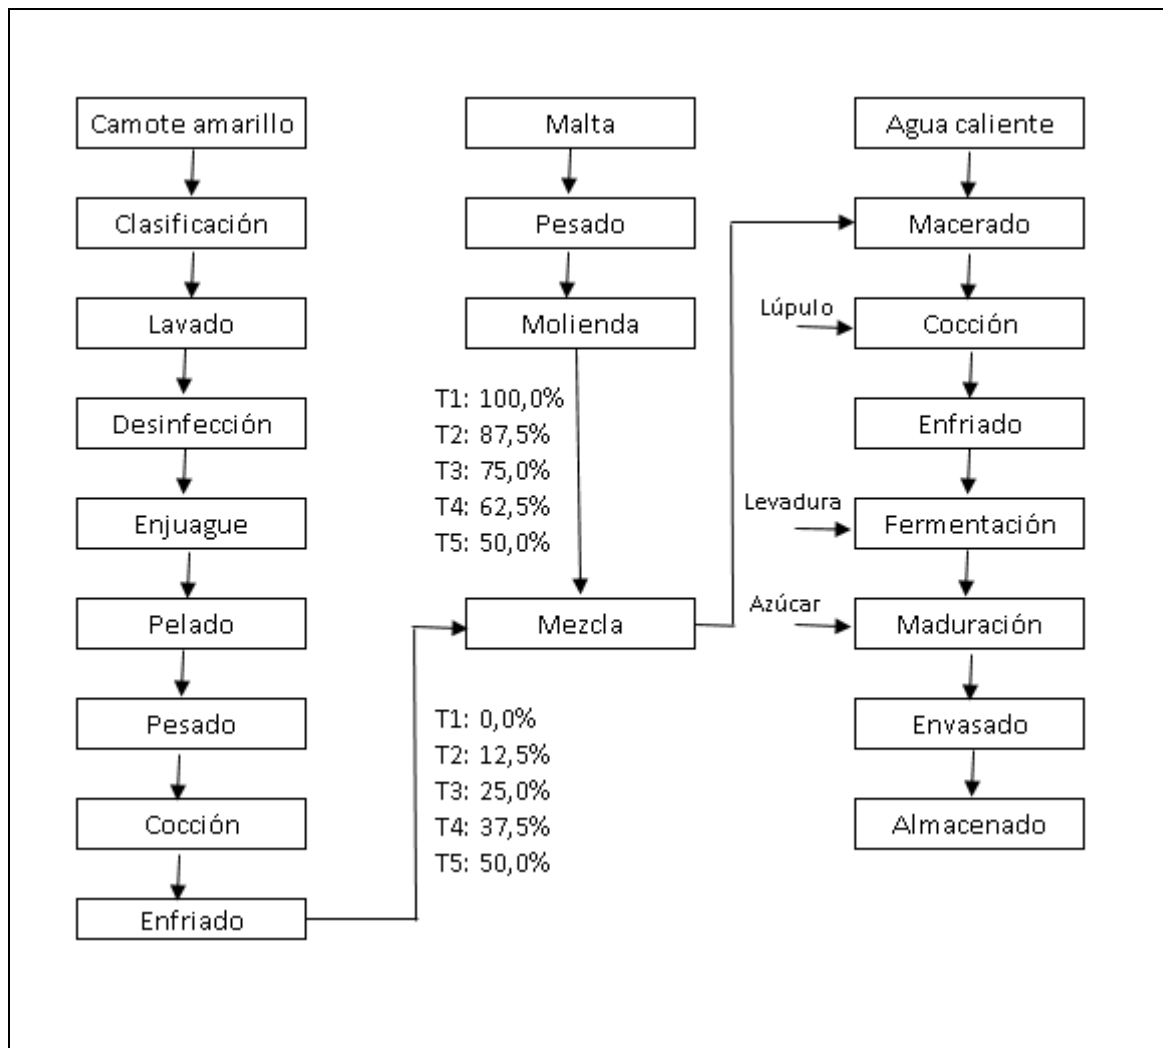 Camote amarillo
Clasificación
Lavado
Desinfección
Enjuague
Pelado
Pesado
Cocción
Enfriado
Malta
Pesado
Molienda
T1: 100,0%
T2: 87,5%
T3: 75,0%
T4: 62,5%
T5: 50,0%
Mezcla
T1: 0,0%
T2: 12,5%
T3: 25,0%
T4: 37,5%
T5: 50,0%
Agua caliente
Macerado
Lúpulo
Cocción
Enfriado
Levadura
Fermentación
Azúcar
Maduración
Envasado
Almacenado